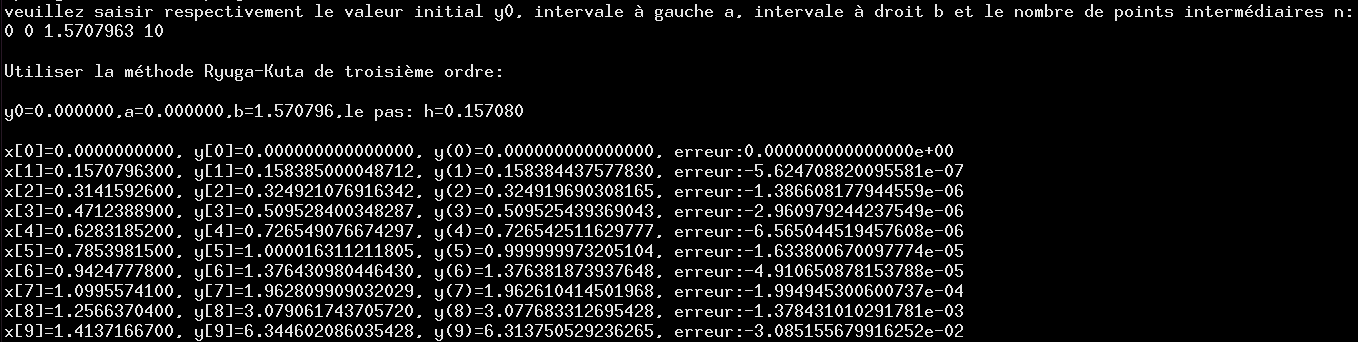 veuillez saisir respectivement le valeur initial y0, intervale à gauche a, intervale à droit b et le nombre de points intermédiaires n:
0 0 1.5707963 10
Utiliser la méthode Ryuga-Kuta de troisième ordre:
y0=0.000000,a=0.000000,b=1.570796,le pas: h=0.157080
x[0]=0.0000000000, y[0]=0.000000000000000, y(0)=0.000000000000000, erreur:0.000000000000000e+00
x[1]=0.1570796300, y[1]=0.158385000048712, y(1)=0.158384437577830, erreur:-5.624708820095581e-07
x[2]=0.3141592600, y[2]=0.324921076916342, y(2)=0.324919690308165, erreur:-1.386608177944559e-06
x[3]=0.4712388900, y[3]=0.509528400348287, y(3)=0.509525439369043, erreur:-2.960979244237549e-06
x[4]=0.6283185200, y[4]=0.726549076674297, y(4)=0.726542511629777, erreur:-6.565044519457608e-06
x[5]=0.7853981500, y[5]=1.000016311211805, y(5)=0.999999973205104, erreur:-1.633800670097774e-05
x[6]=0.9424777800, y[6]=1.376430980446430, y(6)=1.376381873937648, erreur:-4.910650878153788e-05
x[7]=1.0995574100, y[7]=1.962809909032029, y(7)=1.962610414501968, erreur:-1.994945300600737e-04
x[8]=1.2566370400, y[8]=3.079061743705720, y(8)=3.077683312695428, erreur:-1.378431010291781e-03
x[9]=1.4137166700, y[9]=6.344602086035428, y(9)=6.313750529236265, erreur:-3.085155679916252e-02